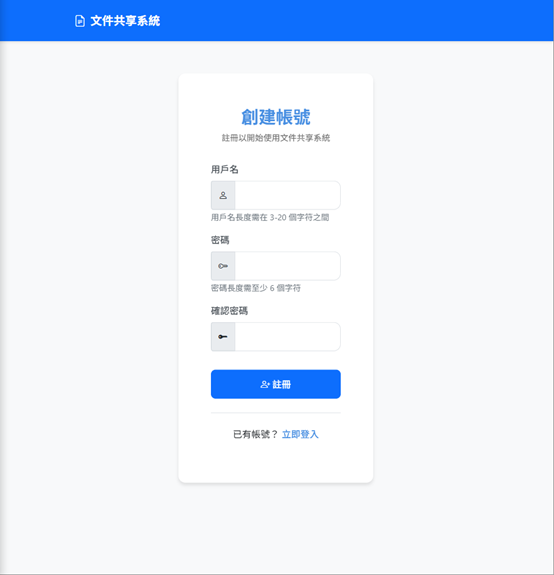 文件共享系統
創建帳號
註冊以開始使用文件共享系統
用戶名
用戶名長度需在 3-20 個字符之間
密碼
密碼長度需至少 6 個字符
確認密碼
註冊
已有帳號？ 立即登入